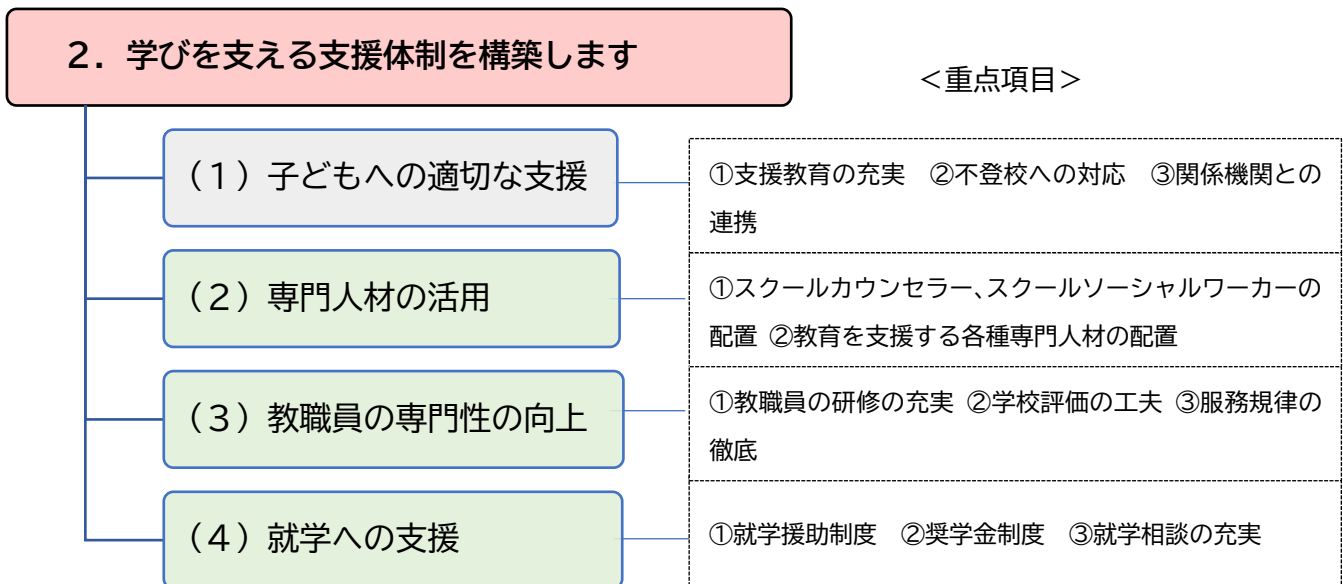 ２．学びを支える支援体制を構築します
＜重点項目＞
（１）子どもへの適切な支援
①支援教育の充実　②不登校への対応　③関係機関との
連携
（２）専門人材の活用
①スクールカウンセラー、スクールソーシャルワーカーの
配置 ②教育を支援する各種専門人材の配置
（３）教職員の専門性の向上
①教職員の研修の充実 ②学校評価の工夫 ③服務規律の
徹底
（４）就学への支援
①就学援助制度　②奨学金制度　③就学相談の充実